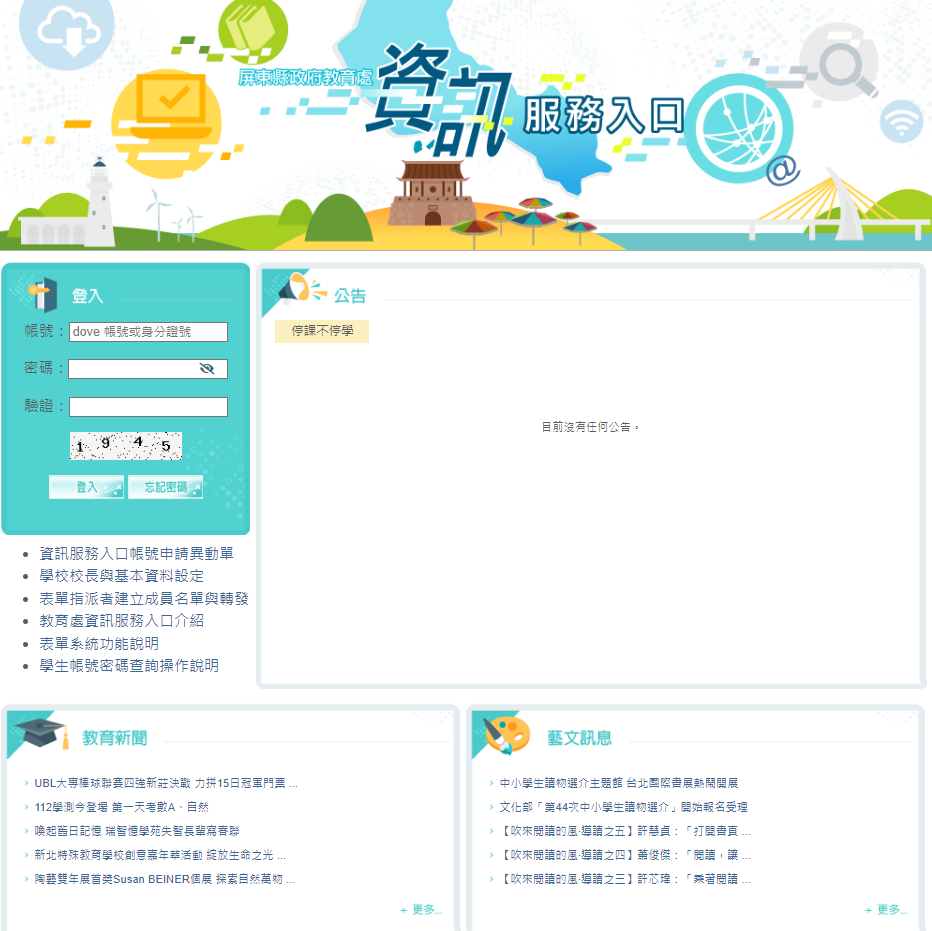 屏東縣政府教育處
資訊
服務入口
@
登入
帳號：
dove 帳號或身分證號
密碼：
驗證：
1 9 4 5
登入
忘記密碼
資訊服務入口帳號申請異動單
學校校長與基本資料設定
表單指派者建立成員名單與轉發
教育處資訊服務入口介紹
表單系統功能說明
學生帳號密碼查詢操作說明
公告
停課不停學
目前沒有任何公告。
教育新聞
UBL大專棒球聯賽四強新莊決戰 力拼15日冠軍門票 ...
112學測今登場 第一天考數A、自然
喚起舊日記憶 瑞智憶學苑失智長輩寫春聯
新北特殊教育學校創意嘉年華活動 綻放生命之光 ...
陶藝雙年展首獎Susan BEINER個展 探索自然萬物 ...
+ 更多...
藝文訊息
中小學生讀物選介主題館 台北國際書展熱鬧開展
文化部「第44次中小學生讀物選介」開始報名受理
【吹來閱讀的風‧導讀之五】許慧貞：「打開書頁 ...
【吹來閱讀的風‧導讀之四】蕭俊傑：「閱讀，讓 ...
【吹來閱讀的風‧導讀之三】許芯瑋：「乘著閱讀 ...
+ 更多...